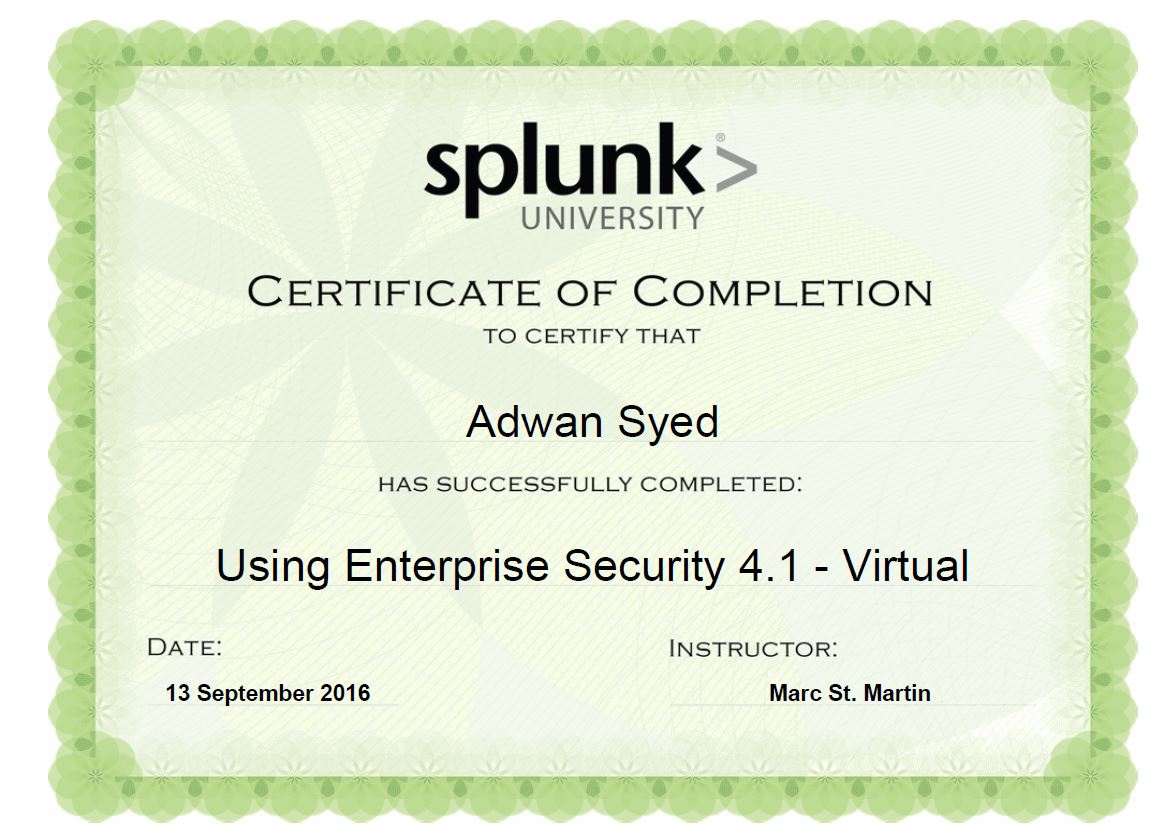 splunk>®
UNIVERSITY
CERTIFICATE OF COMPLETION
TO CERTIFY THAT
Adwan Syed
HAS SUCCESSFULLY COMPLETED:
Using Enterprise Security 4.1 - Virtual
DATE:
13 September 2016
INSTRUCTOR:
Marc St. Martin